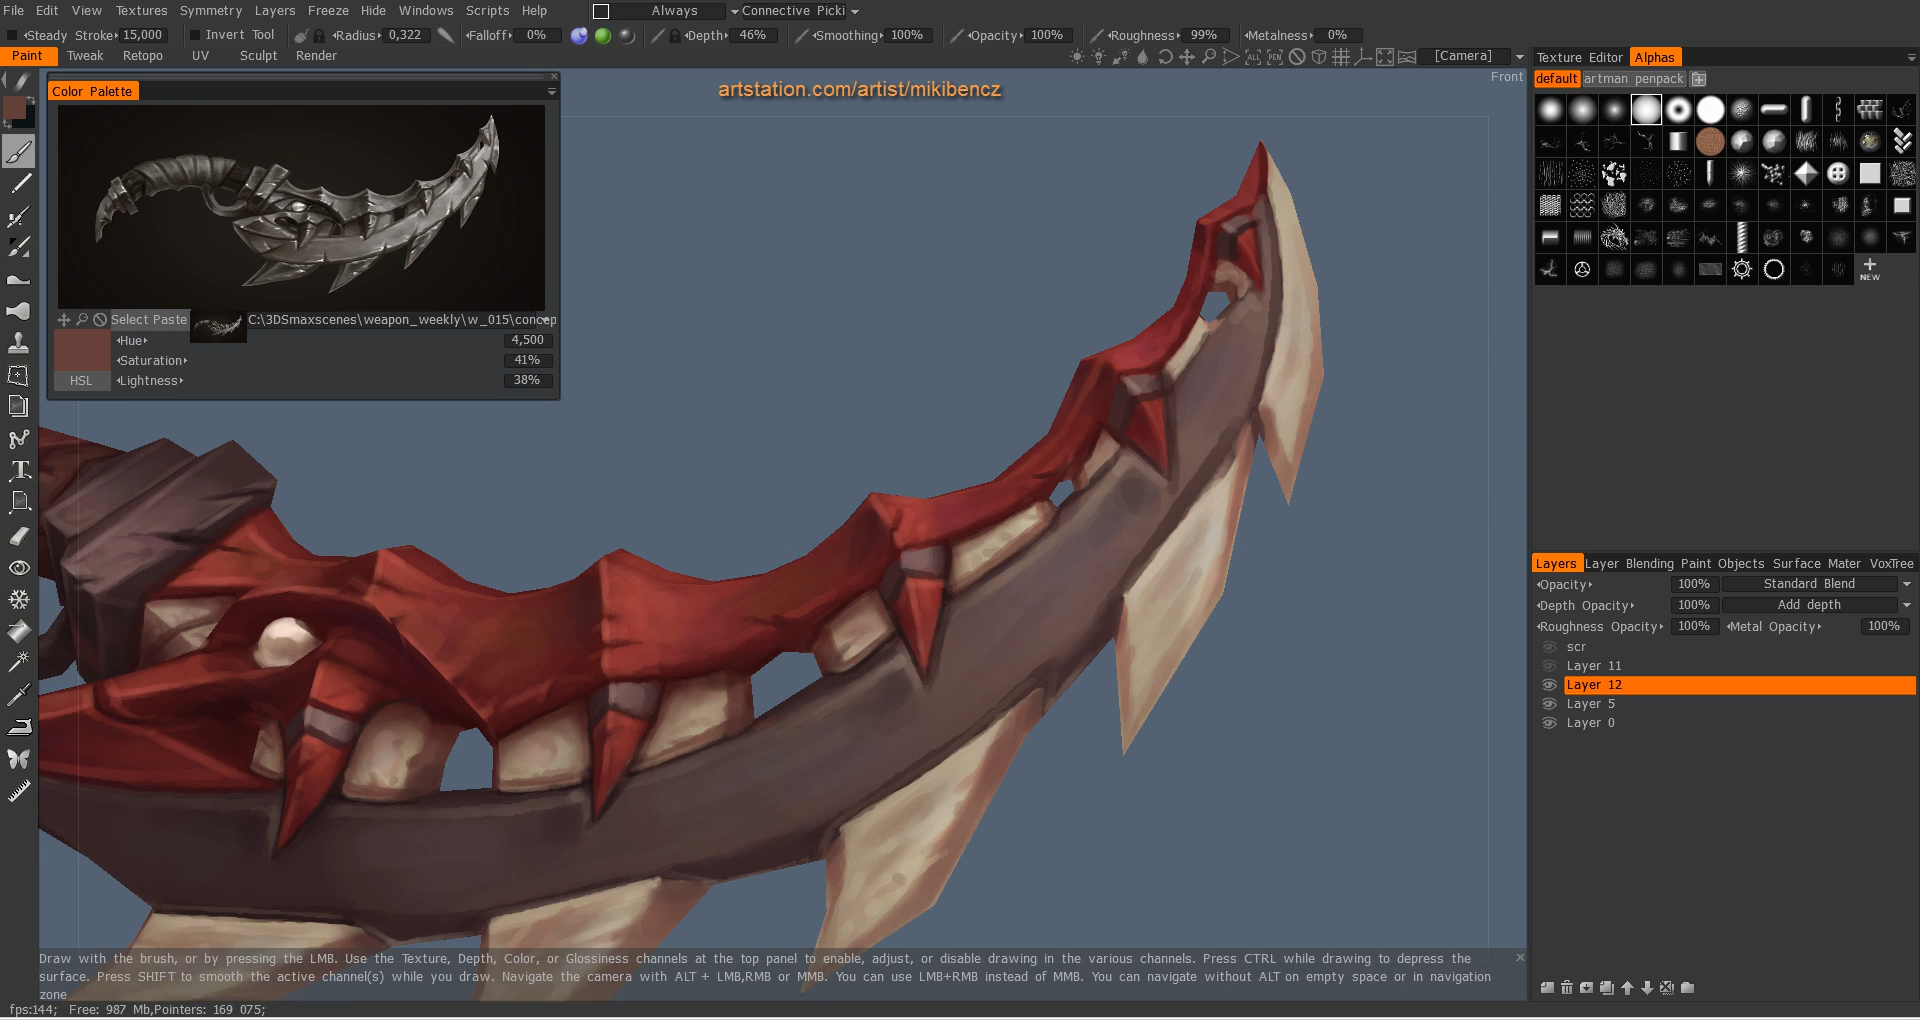 File Edit View Textures Symmetry Layers Freeze Hide Windows Scripts Help Always Connective Picki
Steady Stroke 15,000 Invert Tool Radius 0,322 Falloff 0% Depth 46% Smoothing 100% Opacity 100% Roughness 99% Metalness 0%
Paint Tweak Retopo UV Sculpt Render [Camera]
Texture Editor Alphas
Front
default artman penpack
Color Palette
artstation.com/artist/mikibencz
NEW
Select Paste C:\3DSmaxscenes\weapon_weekly\w_015\concep
Hue 4,500
Saturation 41%
HSL Lightness 38%
Layers Layer Blending Paint Objects Surface Mater VoxTree
Opacity 100% Standard Blend
Depth Opacity 100% Add depth
Roughness Opacity 100% Metal Opacity 100%
scr
Layer 11
Layer 12
Layer 5
Layer 0
Draw with the brush, or by pressing the LMB. Use the Texture, Depth, Color, or Glossiness channels at the top panel to enable, adjust, or disable drawing in the various channels. Press CTRL while drawing to depress the
surface. Press SHIFT to smooth the active channel(s) while you draw. Navigate the camera with ALT + LMB,RMB or MMB. You can use LMB+RMB instead of MMB. You can navigate without ALT on empty space or in navigation
zone
fps:144; Free: 987 Mb,Pointers: 169 075;